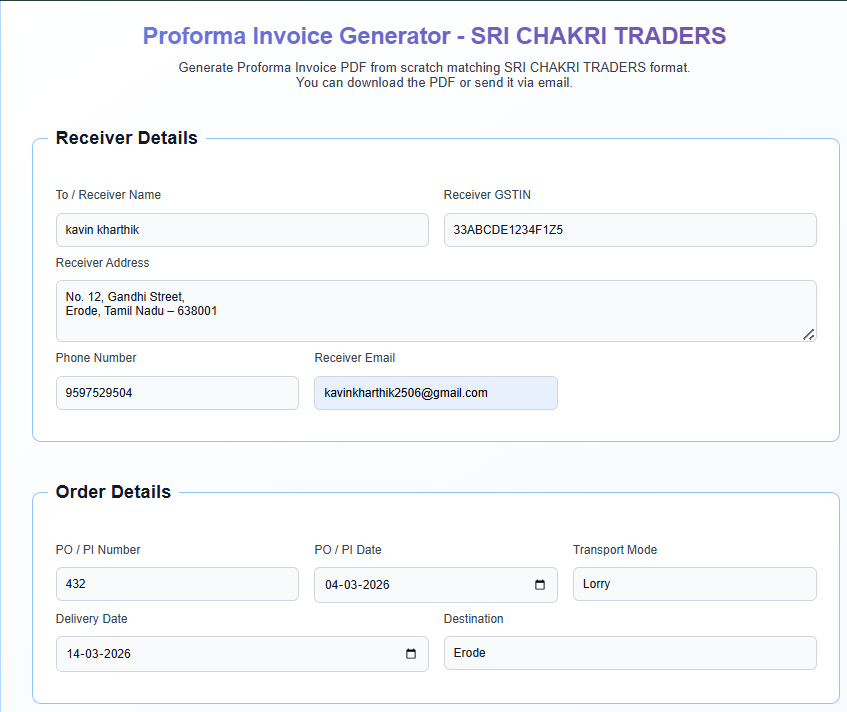 Proforma Invoice Generator - SRI CHAKRI TRADERS
Generate Proforma Invoice PDF from scratch matching SRI CHAKRI TRADERS format.
You can download the PDF or send it via email.
Receiver Details
To / Receiver Name
Receiver GSTIN
kavin kharthik
33ABCDE1234F1Z5
Receiver Address
No. 12, Gandhi Street,
Erode, Tamil Nadu – 638001
Phone Number
Receiver Email
9597529504
kavinkharthik2506@gmail.com
Order Details
PO / PI Number
PO / PI Date
Transport Mode
432
04-03-2026
Lorry
Delivery Date
Destination
14-03-2026
Erode